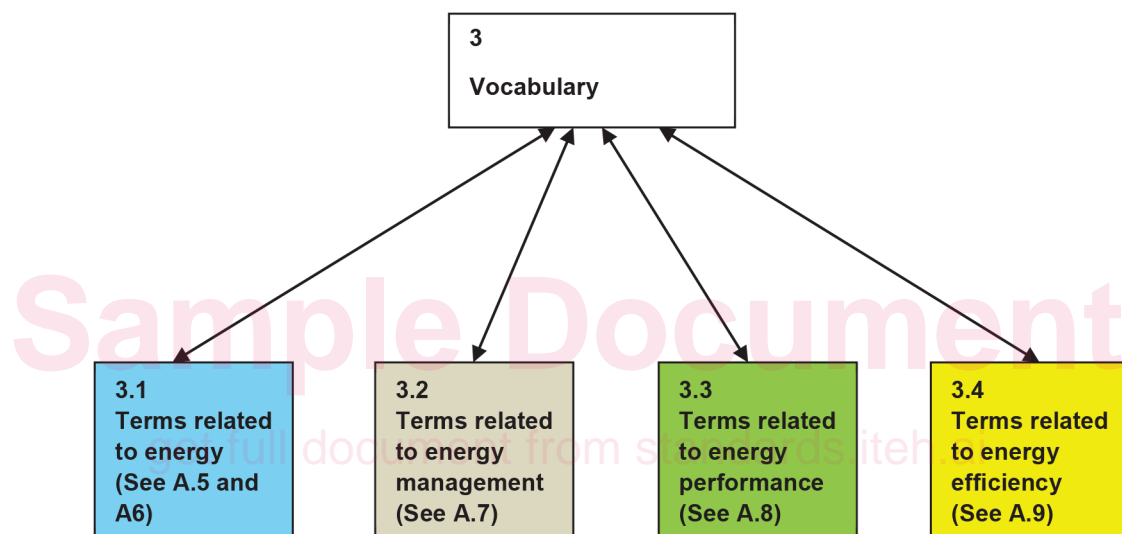 3
Vocabulary
Sample Document
get full document from standards.iteh.ai
3.1
Terms related
to energy
(See A.5 and
A6)
3.2
Terms related
to energy
management
(See A.7)
3.3
Terms related
to energy
performance
(See A.8)
3.4
Terms related
to energy
efficiency
(See A.9)